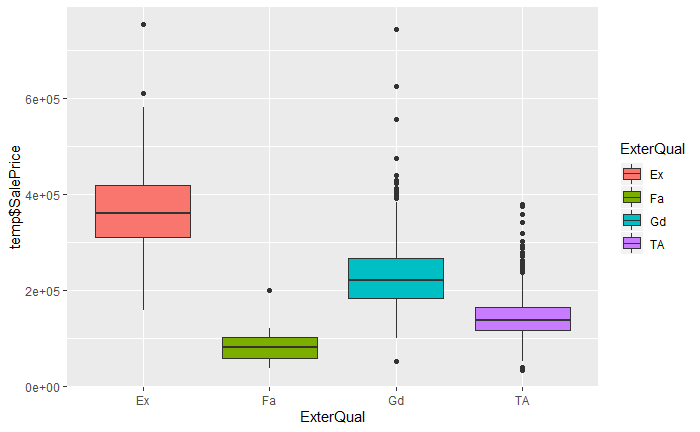 temp$SalePrice
6e+05
4e+05
2e+05
0e+00
Ex Fa Gd TA
ExterQual
ExterQual
Ex
Fa
Gd
TA